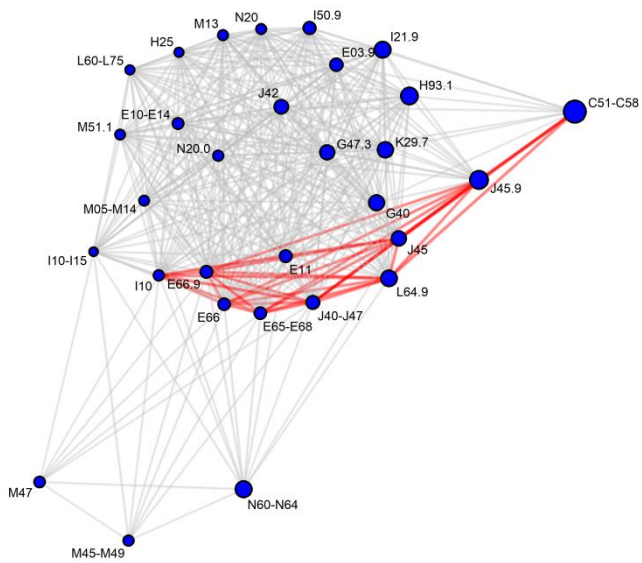 N20
I50.9
M13
I21.9
H25
E03.9
L60-L75
H93.1
C51-C58
J42
E10-E14
M51.1
K29.7
G47.3
N20.0
J45.9
M05-M14
G40
J45
I10-I15
E11
I10
E66.9
L64.9
E66
J40-J47
E65-E68
M47
N60-N64
M45-M49